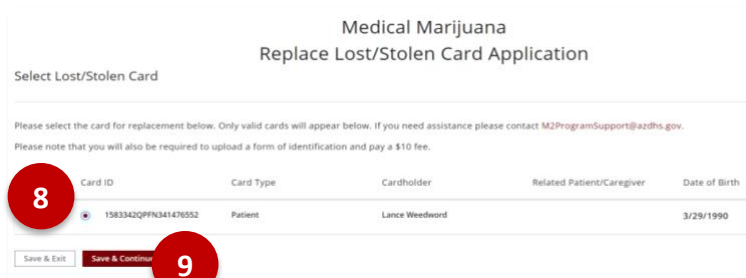 Medical Marijuana
Replace Lost/Stolen Card Application
Select Lost/Stolen Card
Please select the card for replacement below. Only valid cards will appear below. If you need assistance please contact M2ProgramSupport@azdhs.gov.
Please note that you will also be required to upload a form of identification and pay a $10 fee.
8
Card ID Card Type Cardholder Related Patient/Caregiver Date of Birth
1583342QPFN341476552 Patient Lance Weedword 3/29/1990
Save & Exit Save & Continue 9